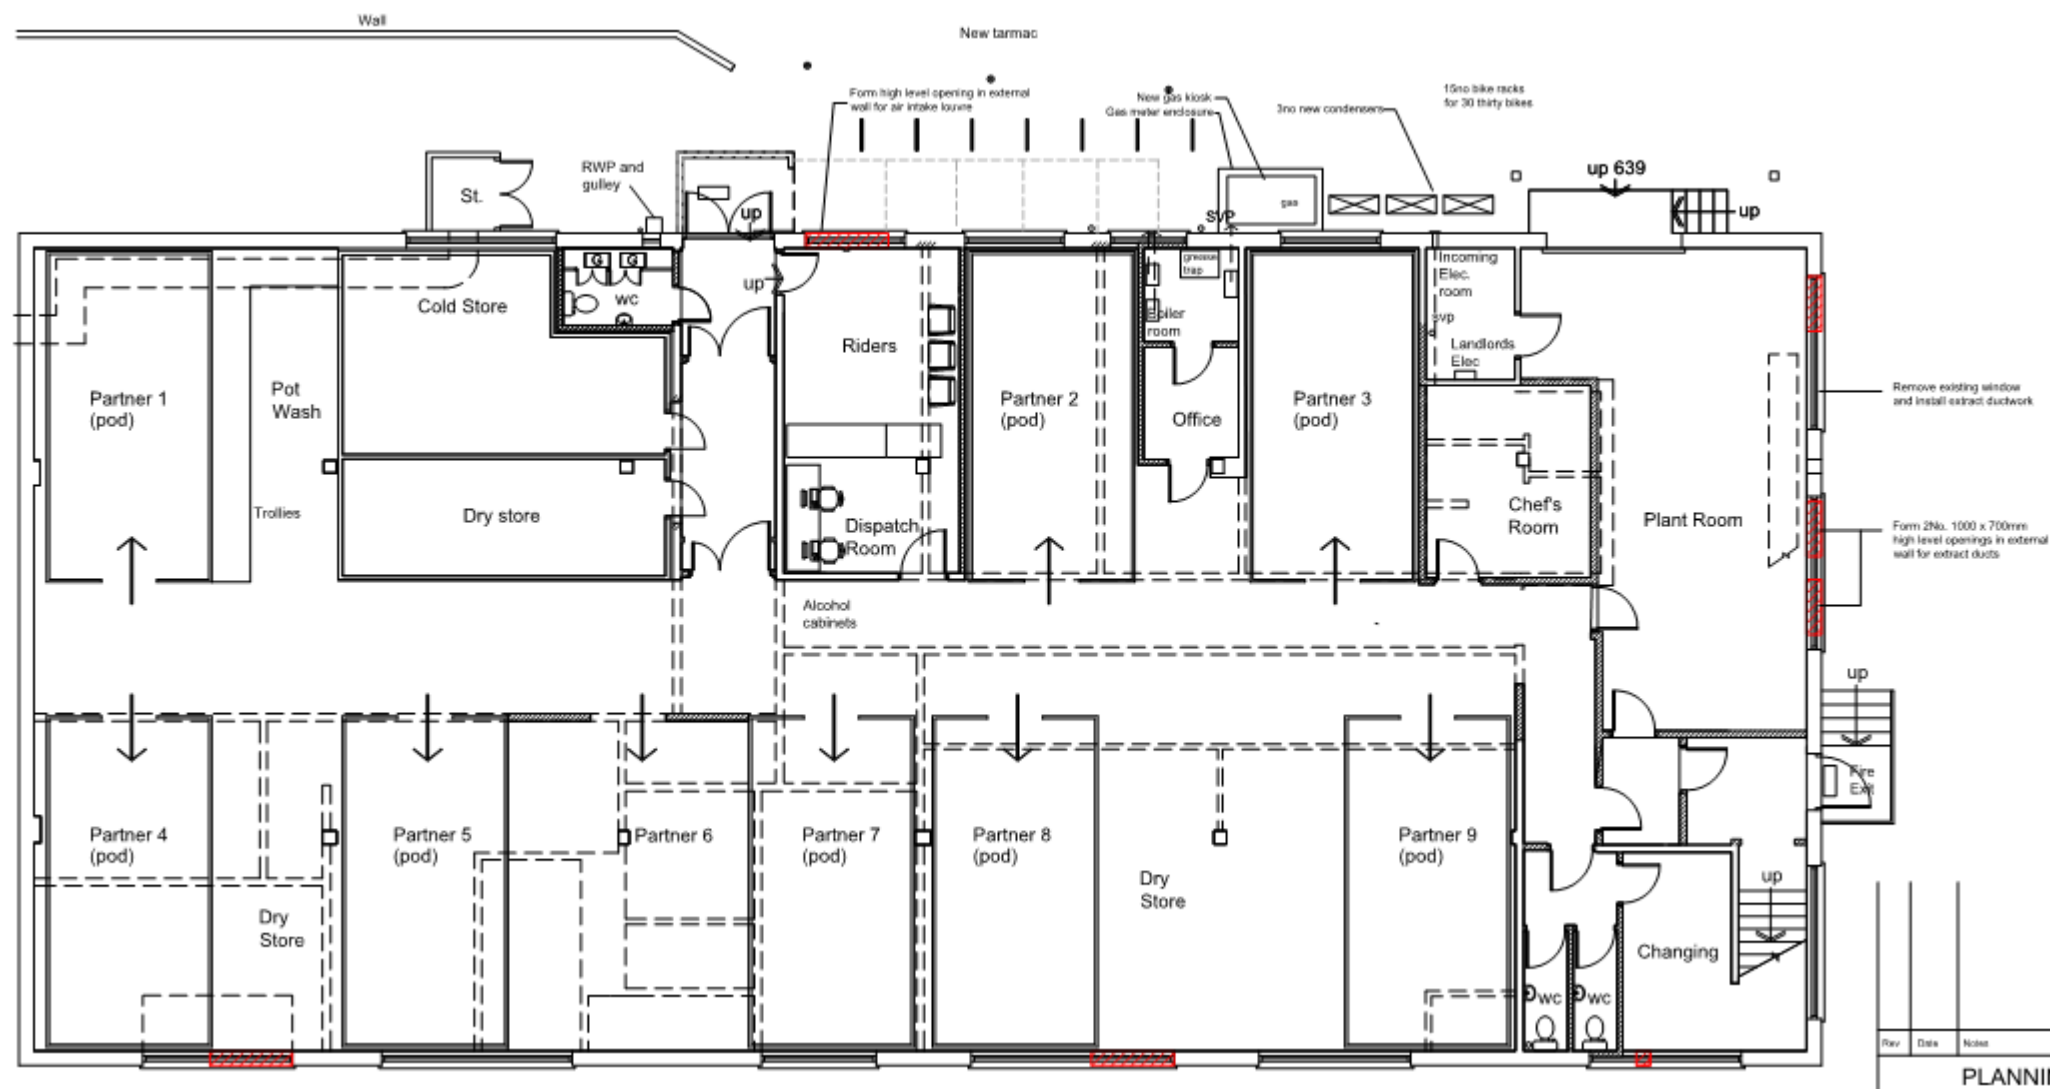 Wall
New tarmac
Form high level opening in external
wall for air intake louvre
New gas kiosk
Gas meter enclosure
3no new condensers
15no bike racks
for 30 thirty bikes
RWP and
gulley
St.
up
SVP
gas
up 639
up
up
WC
Cold Store
Partner 1
(pod)
Pot
Wash
Trollies
Dry store
Riders
Dispatch
Room
Partner 2
(pod)
grease
trap
Boiler
room
Office
Partner 3
(pod)
Incoming
Elec.
room
svp
Landlords
Elec
Chef's
Room
Plant Room
Remove existing window
and install extract ductwork
Form 2No. 1000 x 700mm
high level openings in external
wall for extract ducts
Alcohol
cabinets
up
Fire
Exit
Partner 4
(pod)
Dry
Store
Partner 5
(pod)
Partner 6
Partner 7
(pod)
Partner 8
(pod)
Dry
Store
Partner 9
(pod)
up
Changing
WC
WC
Rev Date Notes
PLANNI